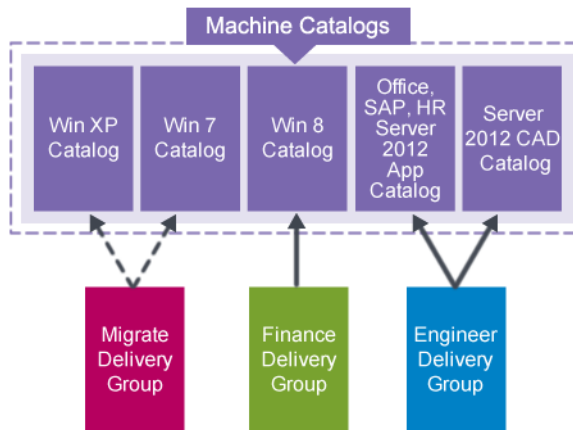 Machine Catalogs
Win XP
Catalog
Win 7
Catalog
Win 8
Catalog
Office,
SAP, HR
Server
2012
App
Catalog
Server
2012 CAD
Catalog
Migrate
Delivery
Group
Finance
Delivery
Group
Engineer
Delivery
Group